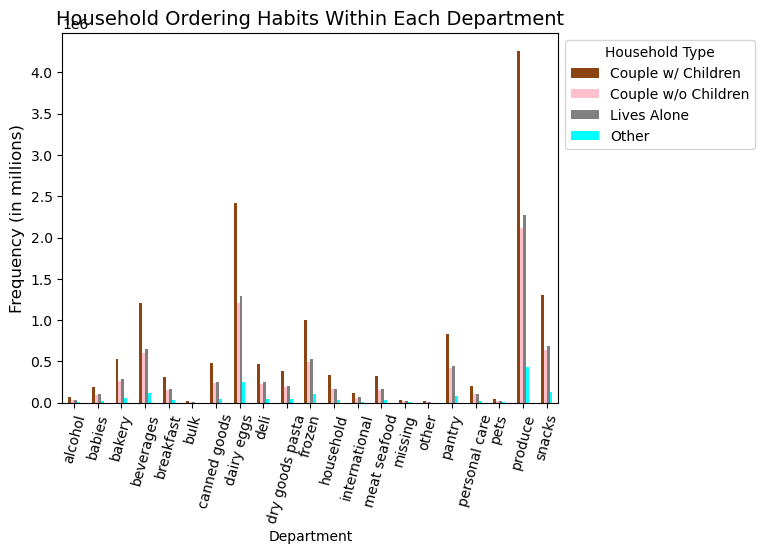 Household Ordering Habits Within Each Department
1e6
Household Type
Couple w/ Children
Couple w/o Children
Lives Alone
Other
Frequency (in millions)
4.0
3.5
3.0
2.5
2.0
1.5
1.0
0.5
0.0
alcohol
babies
bakery
beverages
breakfast
bulk
canned goods
dairy eggs
deli
dry goods pasta
frozen
household
international
meat seafood
missing
other
pantry
personal care
pets
produce
snacks
Department